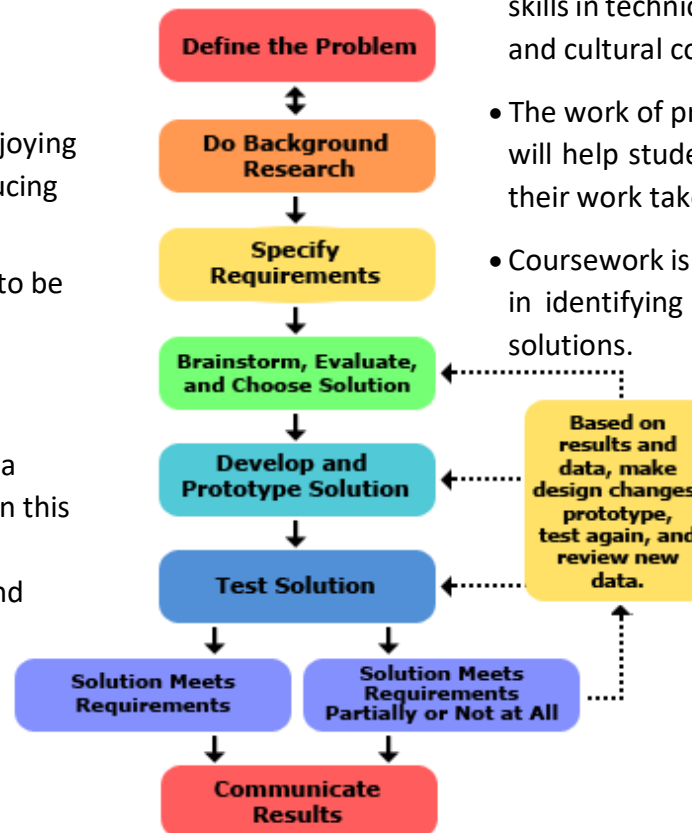 skills in technic
and cultural co
• The work of pr
will help stude
their work take
• Coursework is
in identifying
solutions.
joying
ucing
to be
a
n this
nd
Define the Problem
Do Background
Research
Specify
Requirements
Brainstorm, Evaluate,
and Choose Solution
Develop and
Prototype Solution
Test Solution
Based on
results and
data, make
design changes
prototype,
test again, and
review new
data.
Solution Meets
Requirements
Solution Meets
Requirements
Partially or Not at All
Communicate
Results